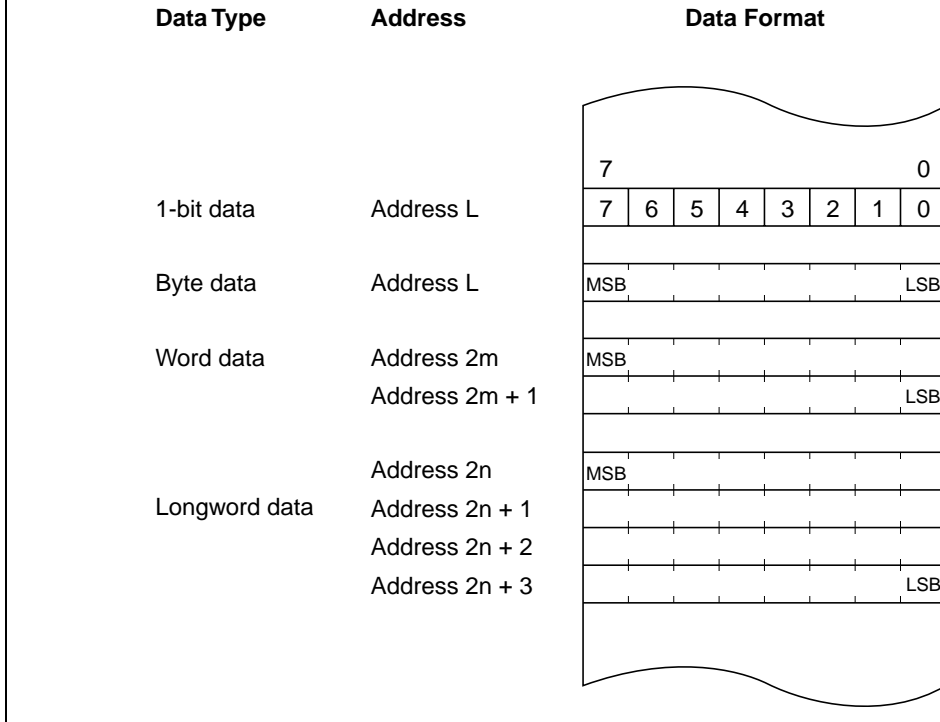 Data Type Address Data Format
7 0
1-bit data Address L 7 6 5 4 3 2 1 0
Byte data Address L MSB LSB
Word data Address 2m MSB
Address 2m + 1 LSB
Address 2n MSB
Longword data Address 2n + 1
Address 2n + 2
Address 2n + 3 LSB